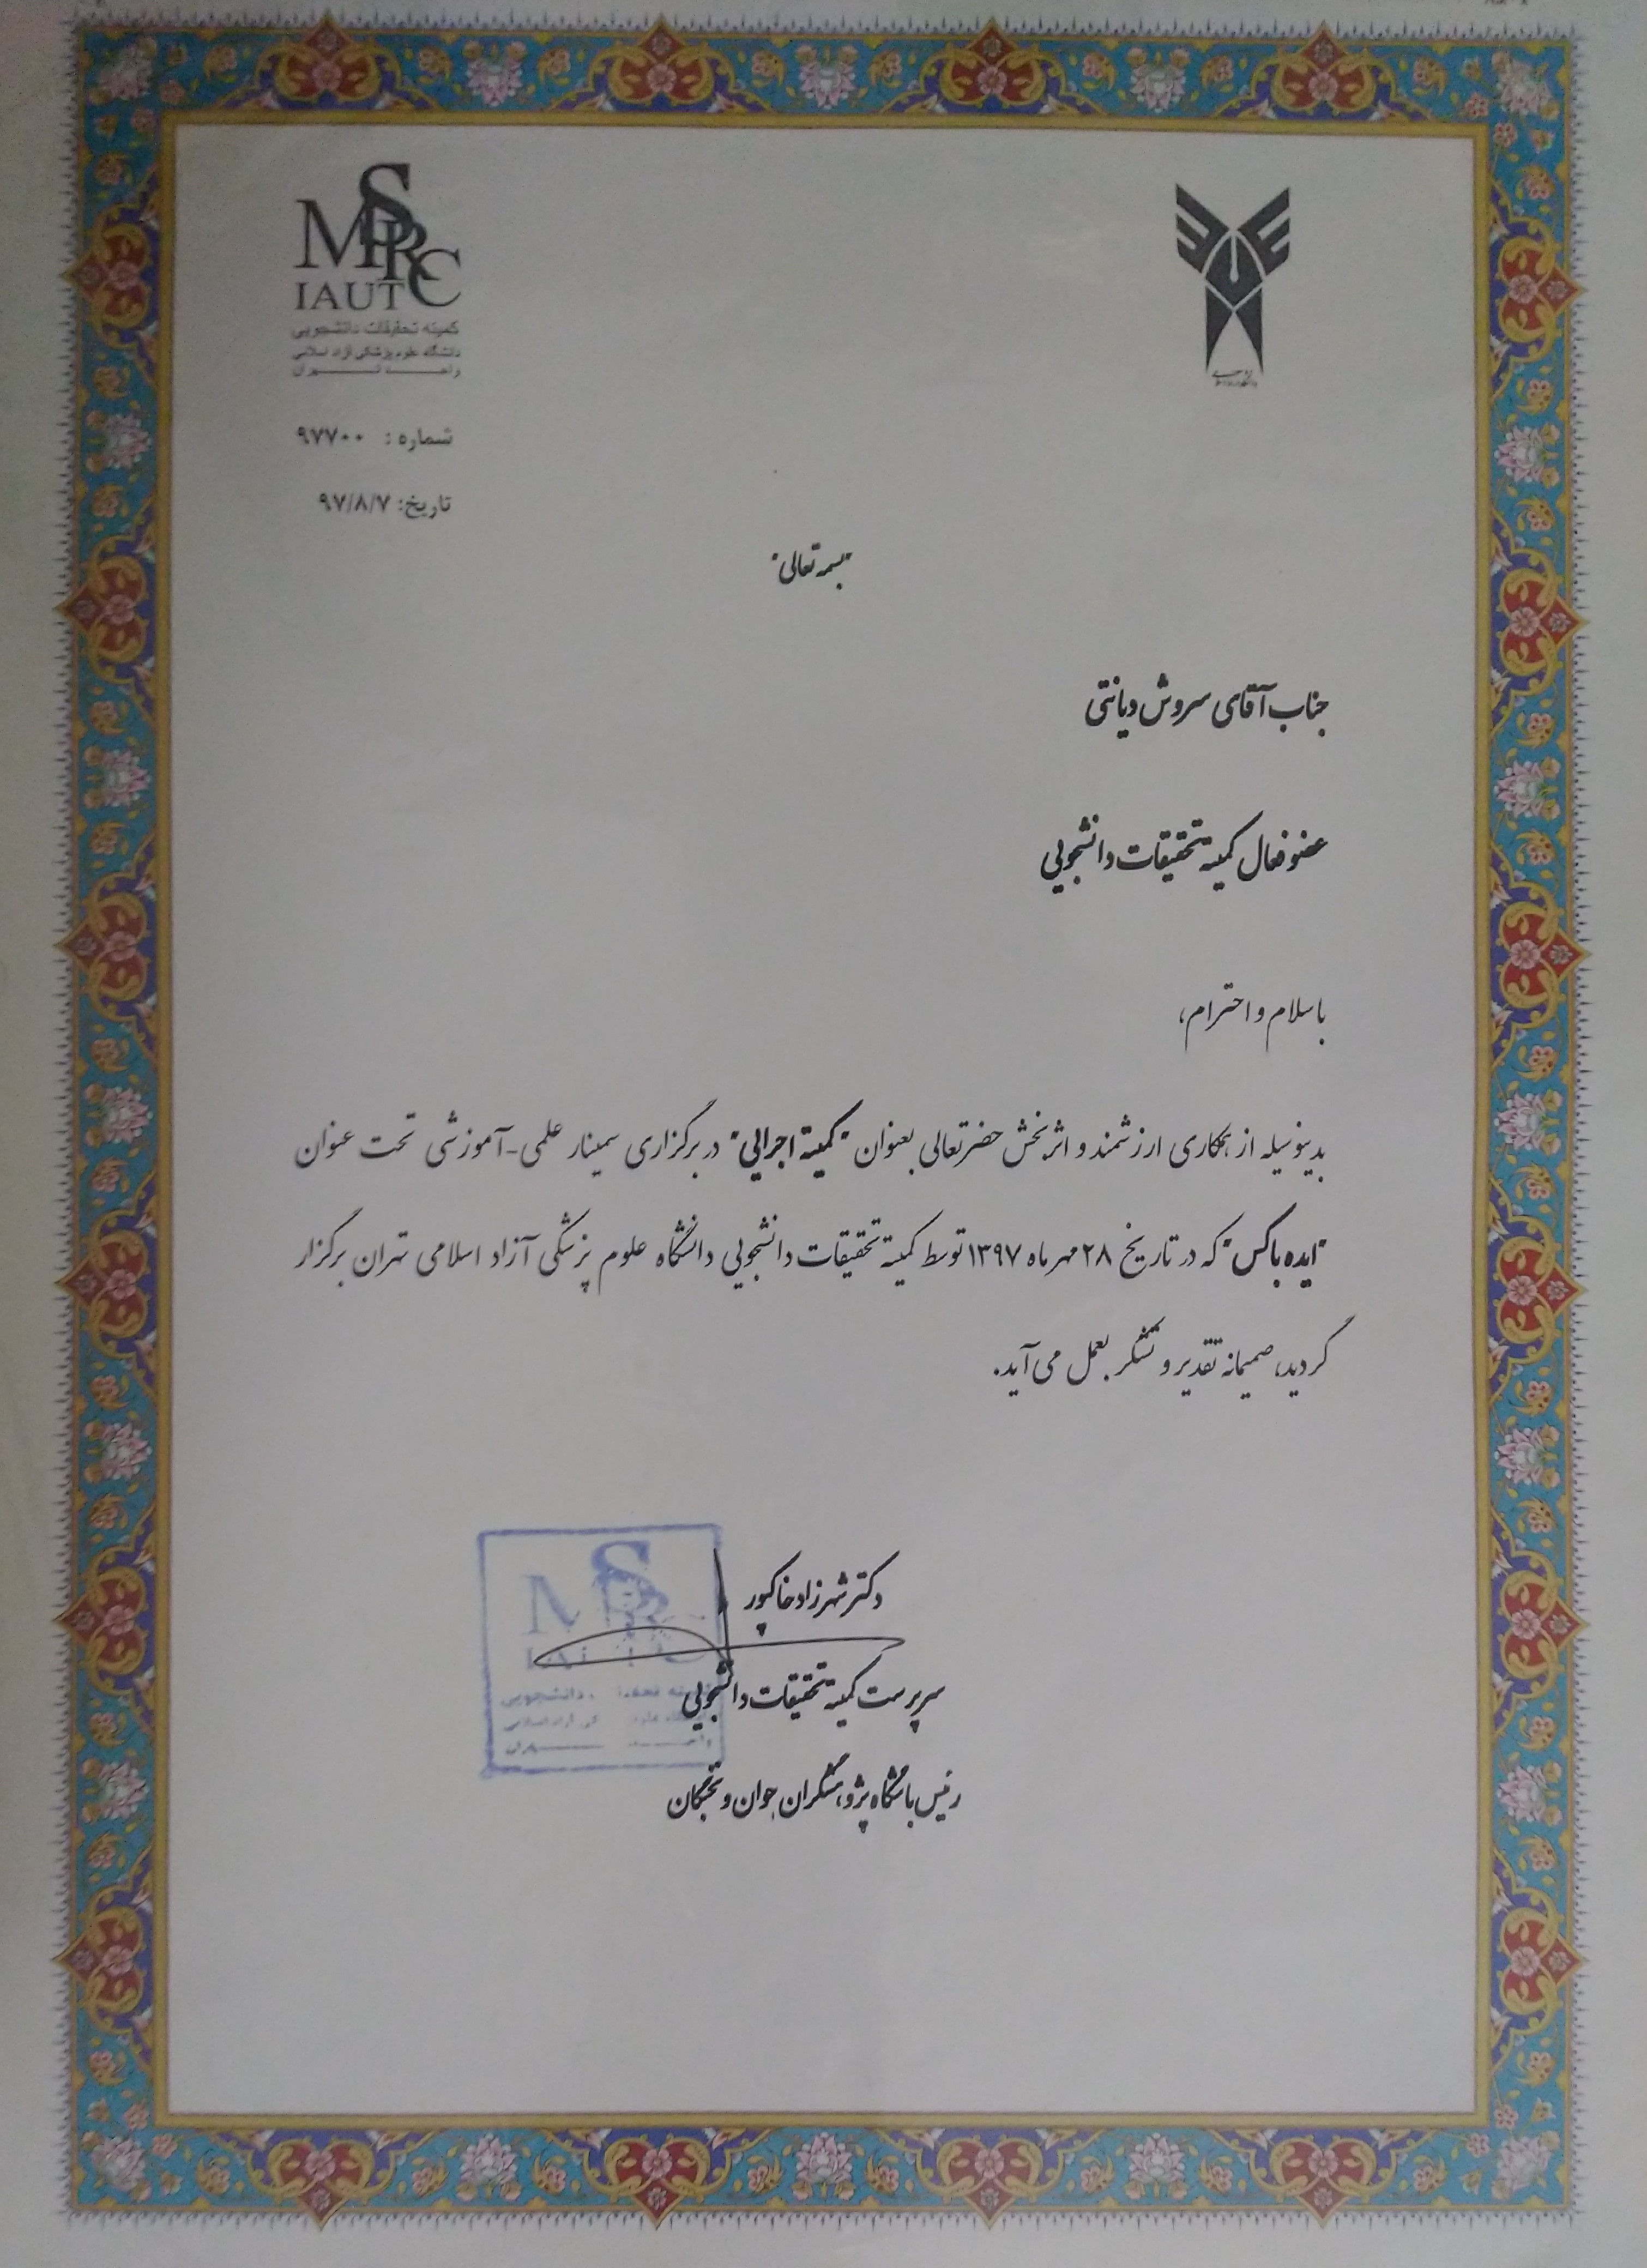 MSPRC
IAUT
کمیته تحقیقات دانشجویی
دانشگاه علوم پزشکی آزاد اسلامی
واحد تهران
شماره : ۹۷۷۰۰
تاریخ: ۹۷/۸/۷
"بسمه تعالی"
جناب آقای سروش دیانتی
عضو فعال کمیته تحقیقات دانشجویی
با سلام و احترام،
بدینوسیله از همکاری ارزشمند و اثربخش حضرتعالی بعنوان "کمیته اجرایی" در برگزاری سمینار علمی-آموزشی تحت عنوان
"ایده باکس" که در تاریخ ۲۸ مهر ماه ۱۳۹۷ توسط کمیته تحقیقات دانشجویی دانشگاه علوم پزشکی آزاد اسلامی تهران برگزار
گردید، صمیمانه تقدیر و تشکر بعمل می آید.
دکتر شهرزاد خاکپور
سرپرست کمیته تحقیقات دانشجویی
رئیس باشگاه پژوهشگران جوان و نخبگان